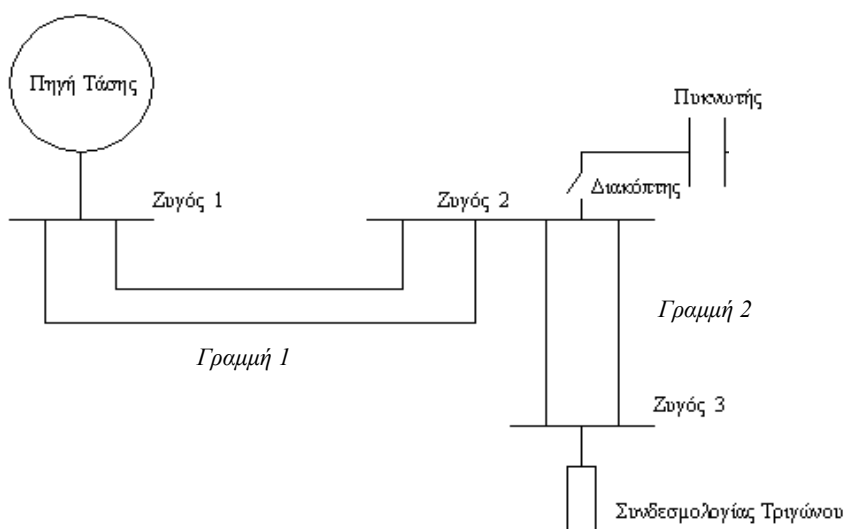 Πηγή Τάσης
Πυκνωτής
Ζυγός 1
Ζυγός 2
Διακόπτης
Γραμμή 1
Γραμμή 2
Ζυγός 3
Συνδεσμολογίας Τριγώνου